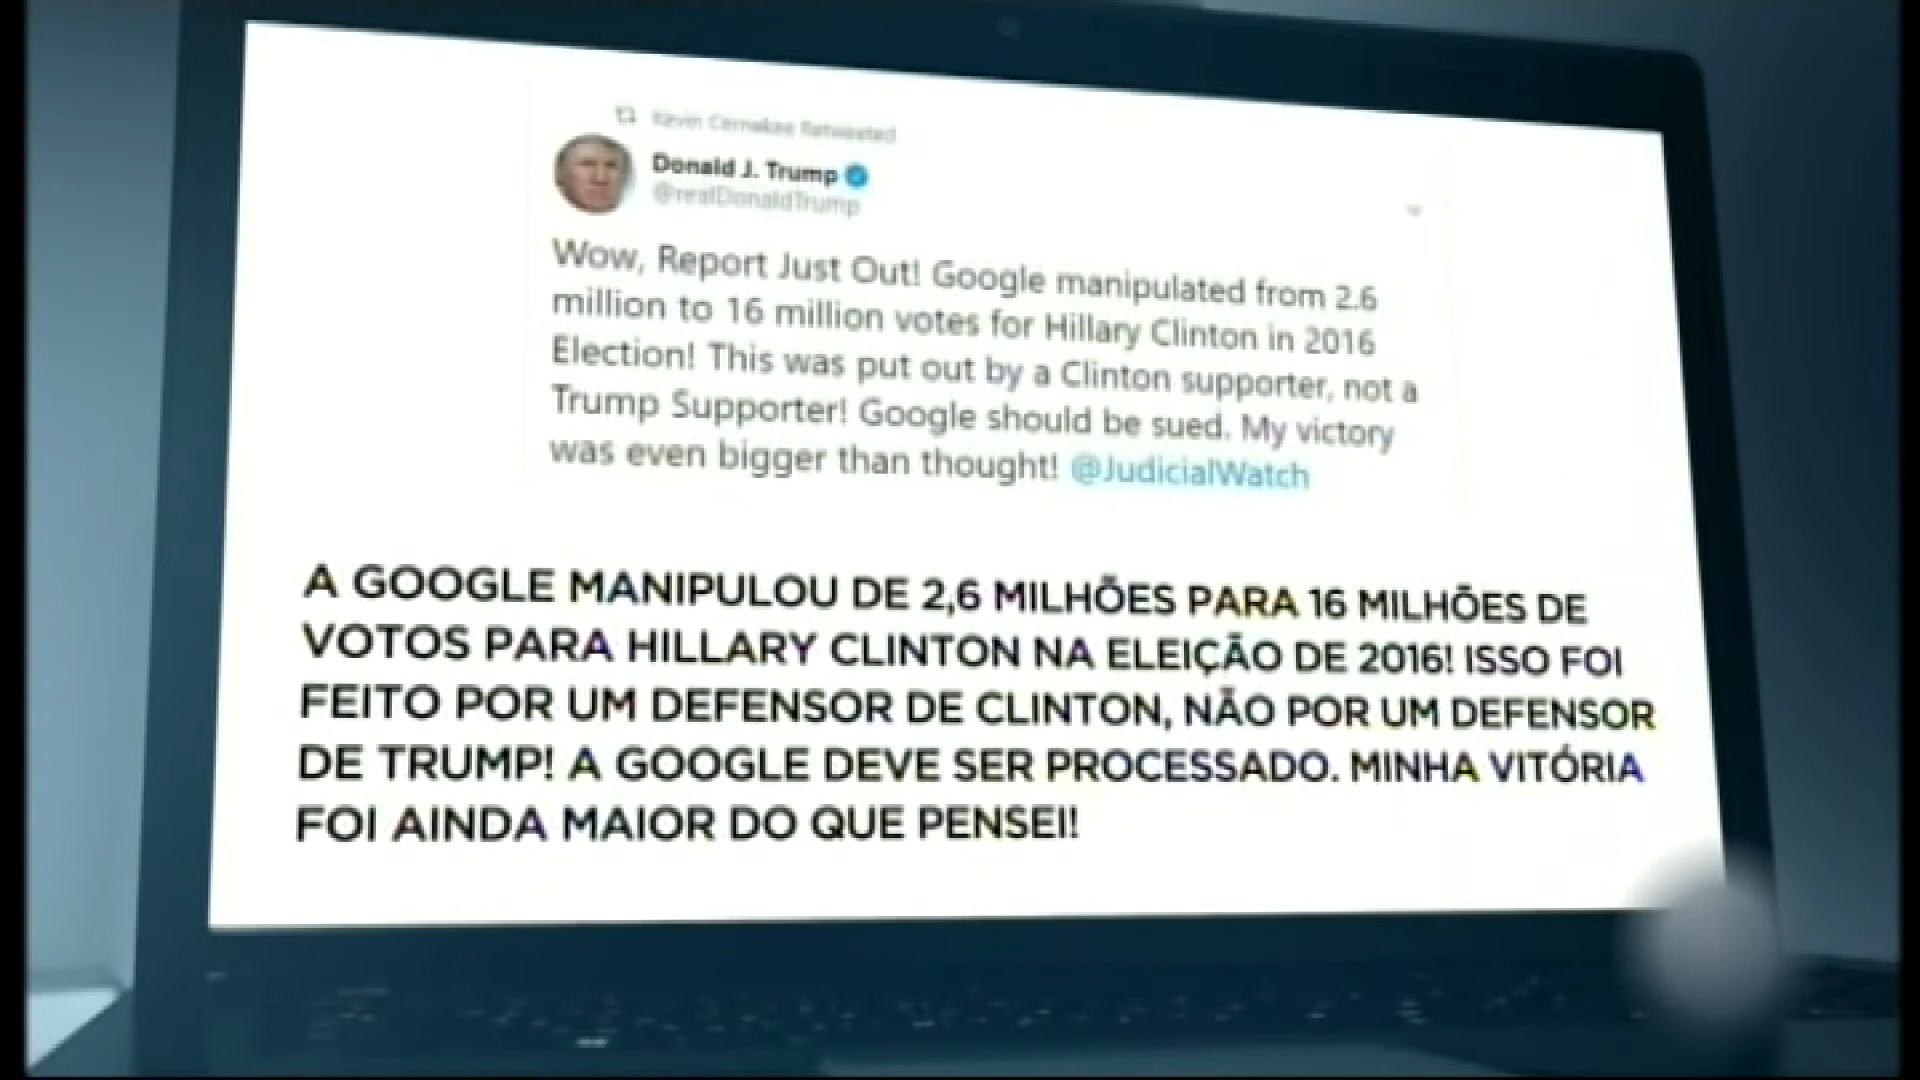 Kevin Cernekee Retweeted
Donald J. Trump
@realDonaldTrump
Wow, Report Just Out! Google manipulated from 2.6
million to 16 million votes for Hillary Clinton in 2016
Election! This was put out by a Clinton supporter, not a
Trump Supporter! Google should be sued. My victory
was even bigger than thought! @JudicialWatch
A GOOGLE MANIPULOU DE 2,6 MILHÕES PARA 16 MILHÕES DE
VOTOS PARA HILLARY CLINTON NA ELEIÇÃO DE 2016! ISSO FOI
FEITO POR UM DEFENSOR DE CLINTON, NÃO POR UM DEFENSOR
DE TRUMP! A GOOGLE DEVE SER PROCESSADO. MINHA VITÓRIA
FOI AINDA MAIOR DO QUE PENSEI!